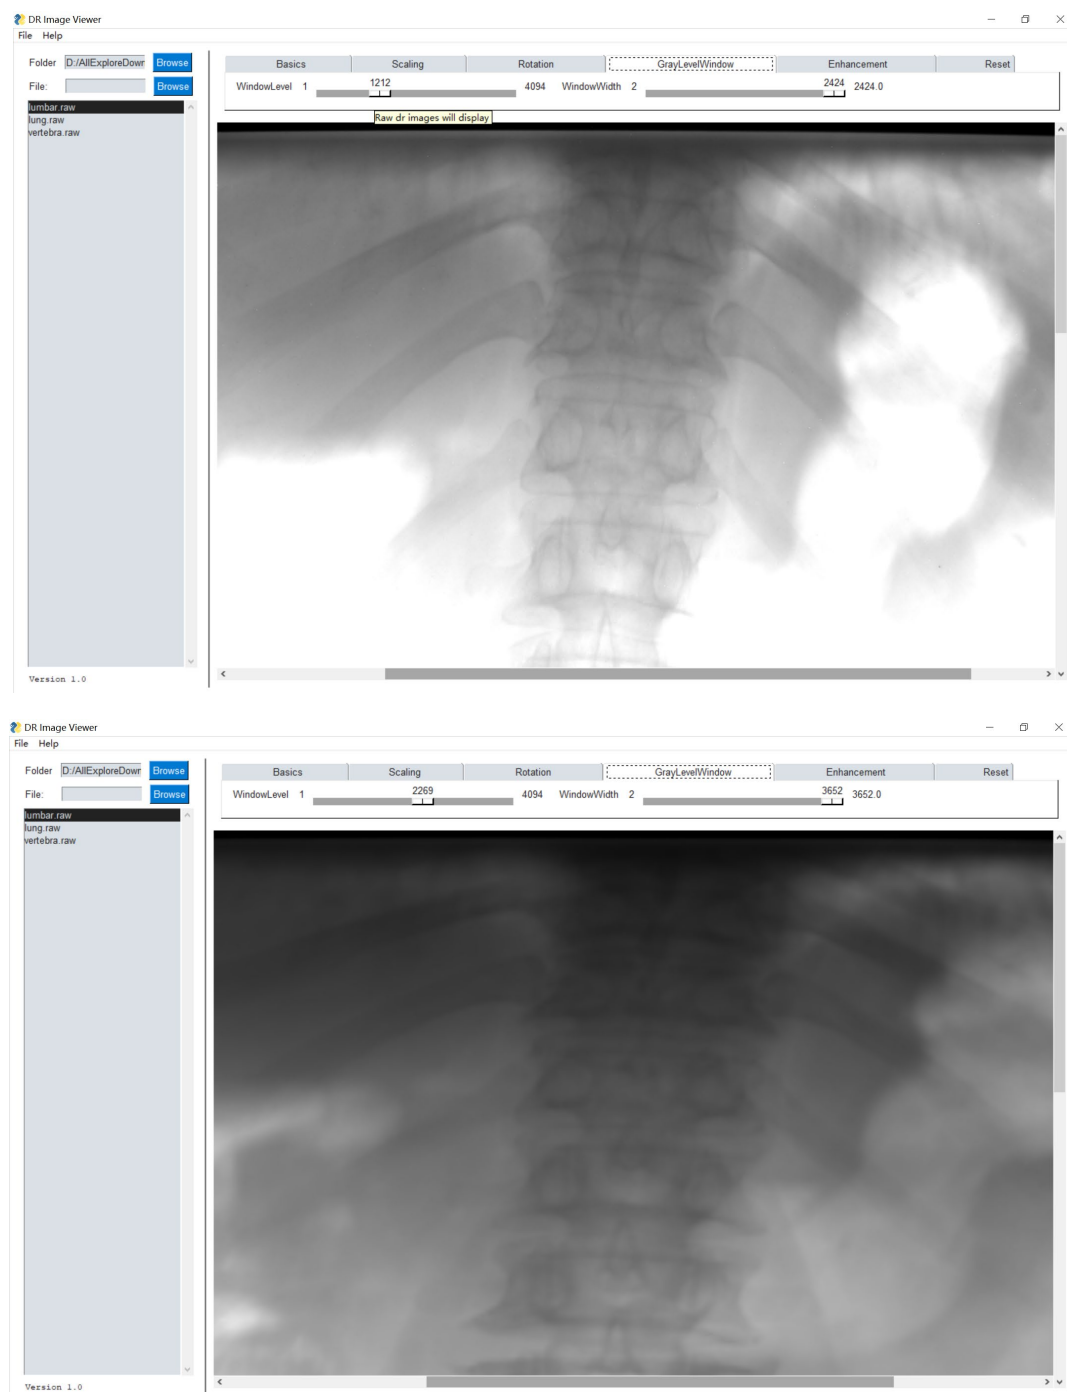 DR Image Viewer
File Help
Folder D:/AllExploreDowr Browse
File: Browse
Basics Scaling Rotation GrayLevelWindow Enhancement Reset
WindowLevel 1 1212 4094 WindowWidth 2 2424 2424.0
Raw dr images will display
lumbar.raw
lung.raw
vertebra.raw
Version 1.0
DR Image Viewer
File Help
Folder D:/AllExploreDowr Browse
File: Browse
Basics Scaling Rotation GrayLevelWindow Enhancement Reset
WindowLevel 1 2269 4094 WindowWidth 2 3652 3652.0
lumbar.raw
lung.raw
vertebra.raw
Version 1.0